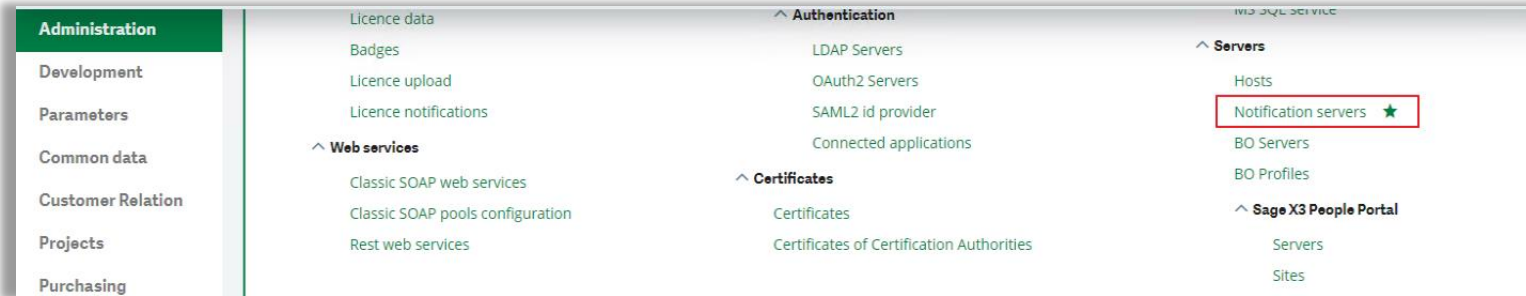 Administration
Development
Parameters
Common data
Customer Relation
Projects
Purchasing
Licence data
Badges
Licence upload
Licence notifications
Web services
Classic SOAP web services
Classic SOAP pools configuration
Rest web services
Authentication
LDAP Servers
OAuth2 Servers
SAML2 id provider
Connected applications
Certificates
Certificates
Certificates of Certification Authorities
MS SQL service
Servers
Hosts
Notification servers
BO Servers
BO Profiles
Sage X3 People Portal
Servers
Sites